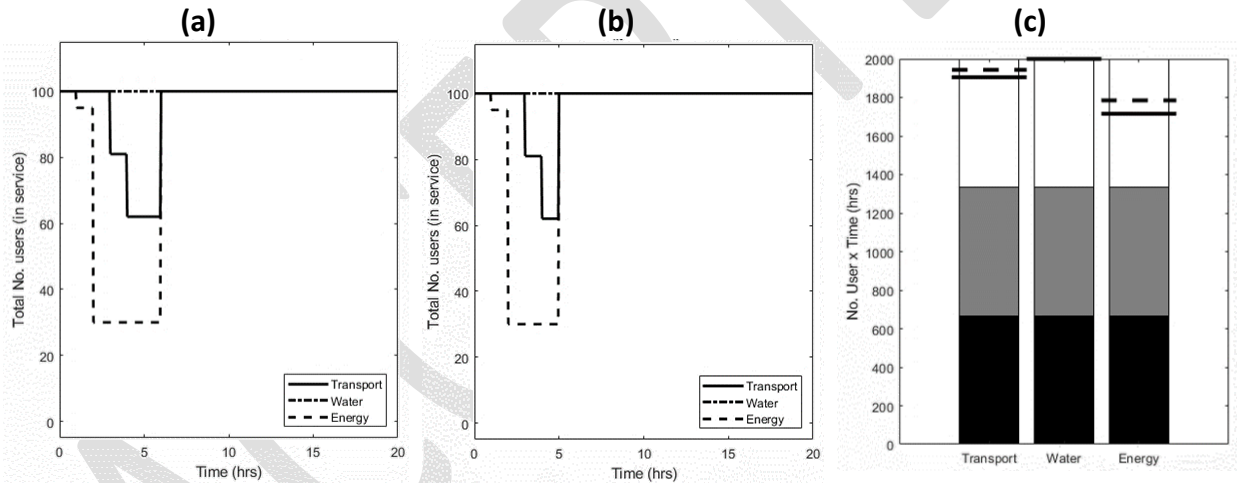 (a)
Total No. users (in service)
100
80
60
40
20
0
0 5 10 15 20
Time (hrs)
Transport
Water
Energy
(b)
Total No. users (in service)
100
80
60
40
20
0
0 5 10 15 20
Time (hrs)
Transport
Water
Energy
(c)
No. User x Time (hrs)
2000
1800
1600
1400
1200
1000
800
600
400
200
0
Transport Water Energy